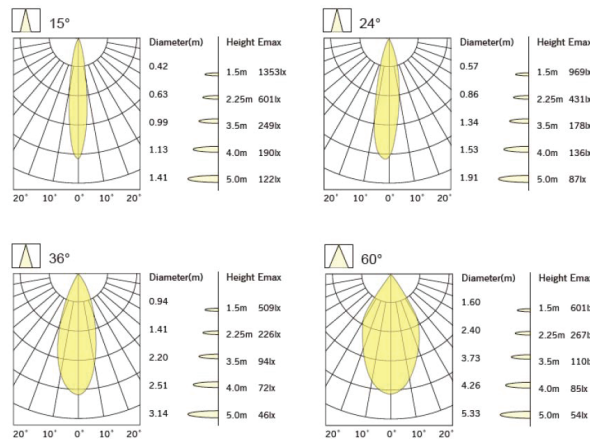 15°
Diameter(m) Height Emax
0.42 1.5m 1353lx
0.63 2.25m 601lx
0.99 3.5m 249lx
1.13 4.0m 190lx
1.41 5.0m 122lx
20° 10° 0° 10° 20°
24°
Diameter(m) Height Emax
0.57 1.5m 969lx
0.86 2.25m 431lx
1.34 3.5m 178lx
1.53 4.0m 136lx
1.91 5.0m 87lx
20° 10° 0° 10° 20°
36°
Diameter(m) Height Emax
0.94 1.5m 509lx
1.41 2.25m 226lx
2.20 3.5m 94lx
2.51 4.0m 72lx
3.14 5.0m 46lx
20° 10° 0° 10° 20°
60°
Diameter(m) Height Emax
1.60 1.5m 601lx
2.40 2.25m 267lx
3.73 3.5m 110lx
4.26 4.0m 85lx
5.33 5.0m 54lx
20° 10° 0° 10° 20°